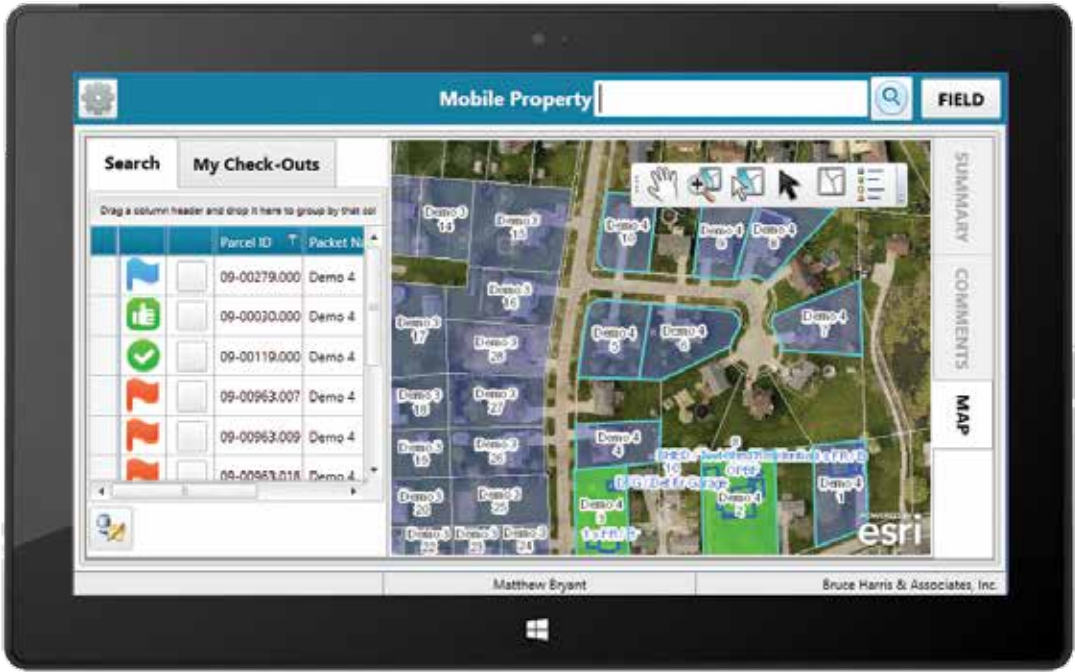 Mobile Property
FIELD
Search
My Check-Outs
Drag a column header and drop it here to group by that col
Parcel ID
Packet Na
09-00279.000 Demo 4
09-00030.000 Demo 4
09-00119.000 Demo 4
09-00963.007 Demo 4
09-00963.009 Demo 4
09-00963.018 Demo 4
Demo 3
14
Demo 3
15
Demo 4
10
Demo 4
9
Demo 4
8
Demo 3
16
Demo 3
17
Demo 4
5
Demo 4
6
Demo 4
7
Demo 3
28
Demo 3
18
Demo 3
27
Demo 3
19
Demo 3
26
Demo 4
4
Demo 3
20
Demo 3
25
Demo 4
3
Demo 4
2
Demo 4
1
Demo 3
22
Demo 3
23
Demo 3
24
POWERED BY
esri
SUMMARY
COMMENTS
MAP
Matthew Bryant
Bruce Harris & Associates, Inc.